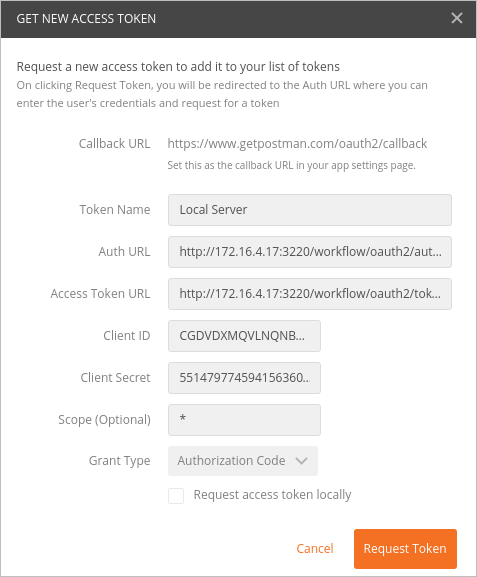 GET NEW ACCESS TOKEN
Request a new access token to add it to your list of tokens
On clicking Request Token, you will be redirected to the Auth URL where you can
enter the user's credentials and request for a token
Callback URL https://www.getpostman.com/oauth2/callback
Set this as the callback URL in your app settings page.
Token Name Local Server
Auth URL http://172.16.4.17:3220/workflow/oauth2/aut...
Access Token URL http://172.16.4.17:3220/workflow/oauth2/tok...
Client ID CGDVDXMQVLNQNB...
Client Secret 551479774594156360...
Scope (Optional) *
Grant Type Authorization Code
Request access token locally
Cancel Request Token